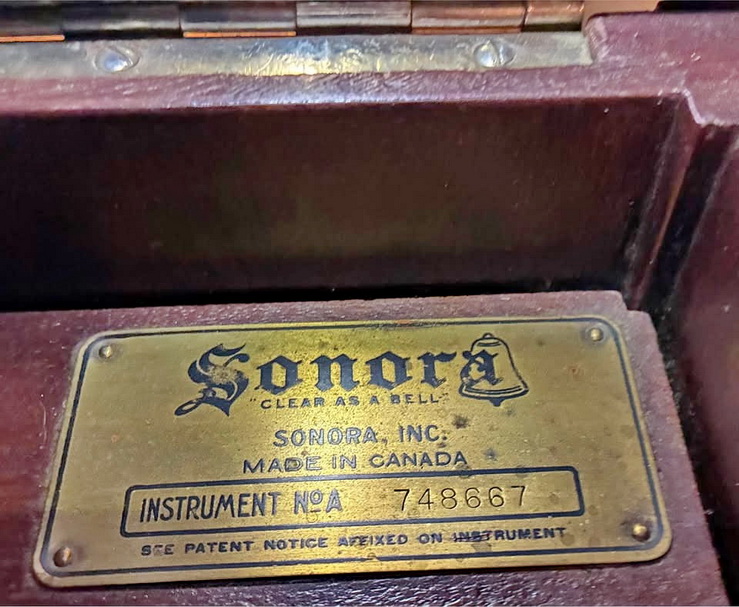 Sonora
"CLEAR AS A BELL"
SONORA, INC.
MADE IN CANADA
INSTRUMENT No A 748667
SEE PATENT NOTICE AFFIXED ON INSTRUMENT